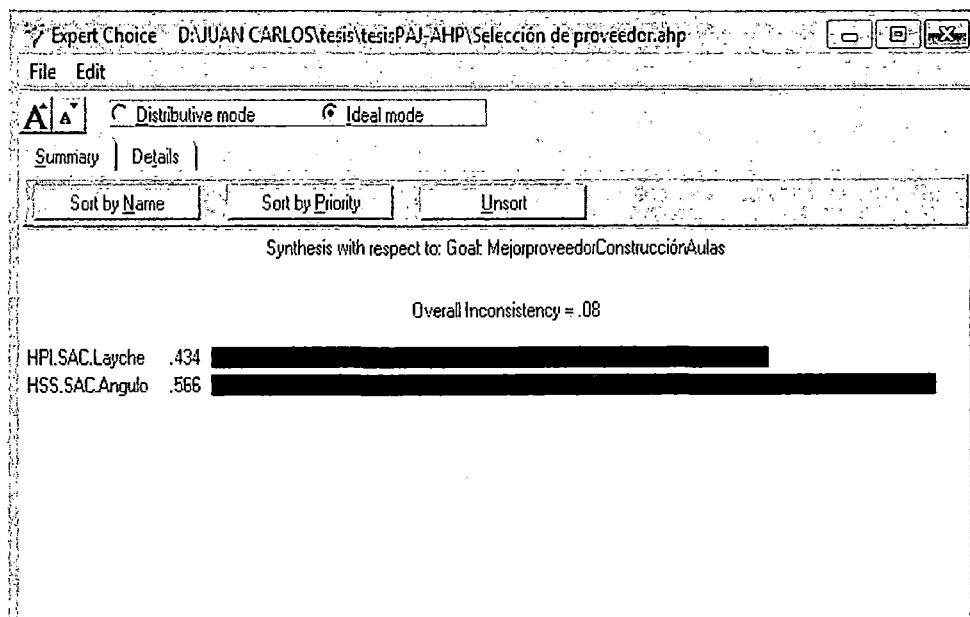 Expert Choice D:\JUAN CARLOS\tesis\tesisPAJ-AHP\Selección de proveedor.ahp
File Edit
A A Distributive mode Ideal mode
Summary Details
Sort by Name Sort by Priority Unsort
Synthesis with respect to: Goal: MejorproveedorConstrucciónAulas
Overall Inconsistency = .08
HPI.SAC.Layche .434
HSS.SAC.Angulo .566